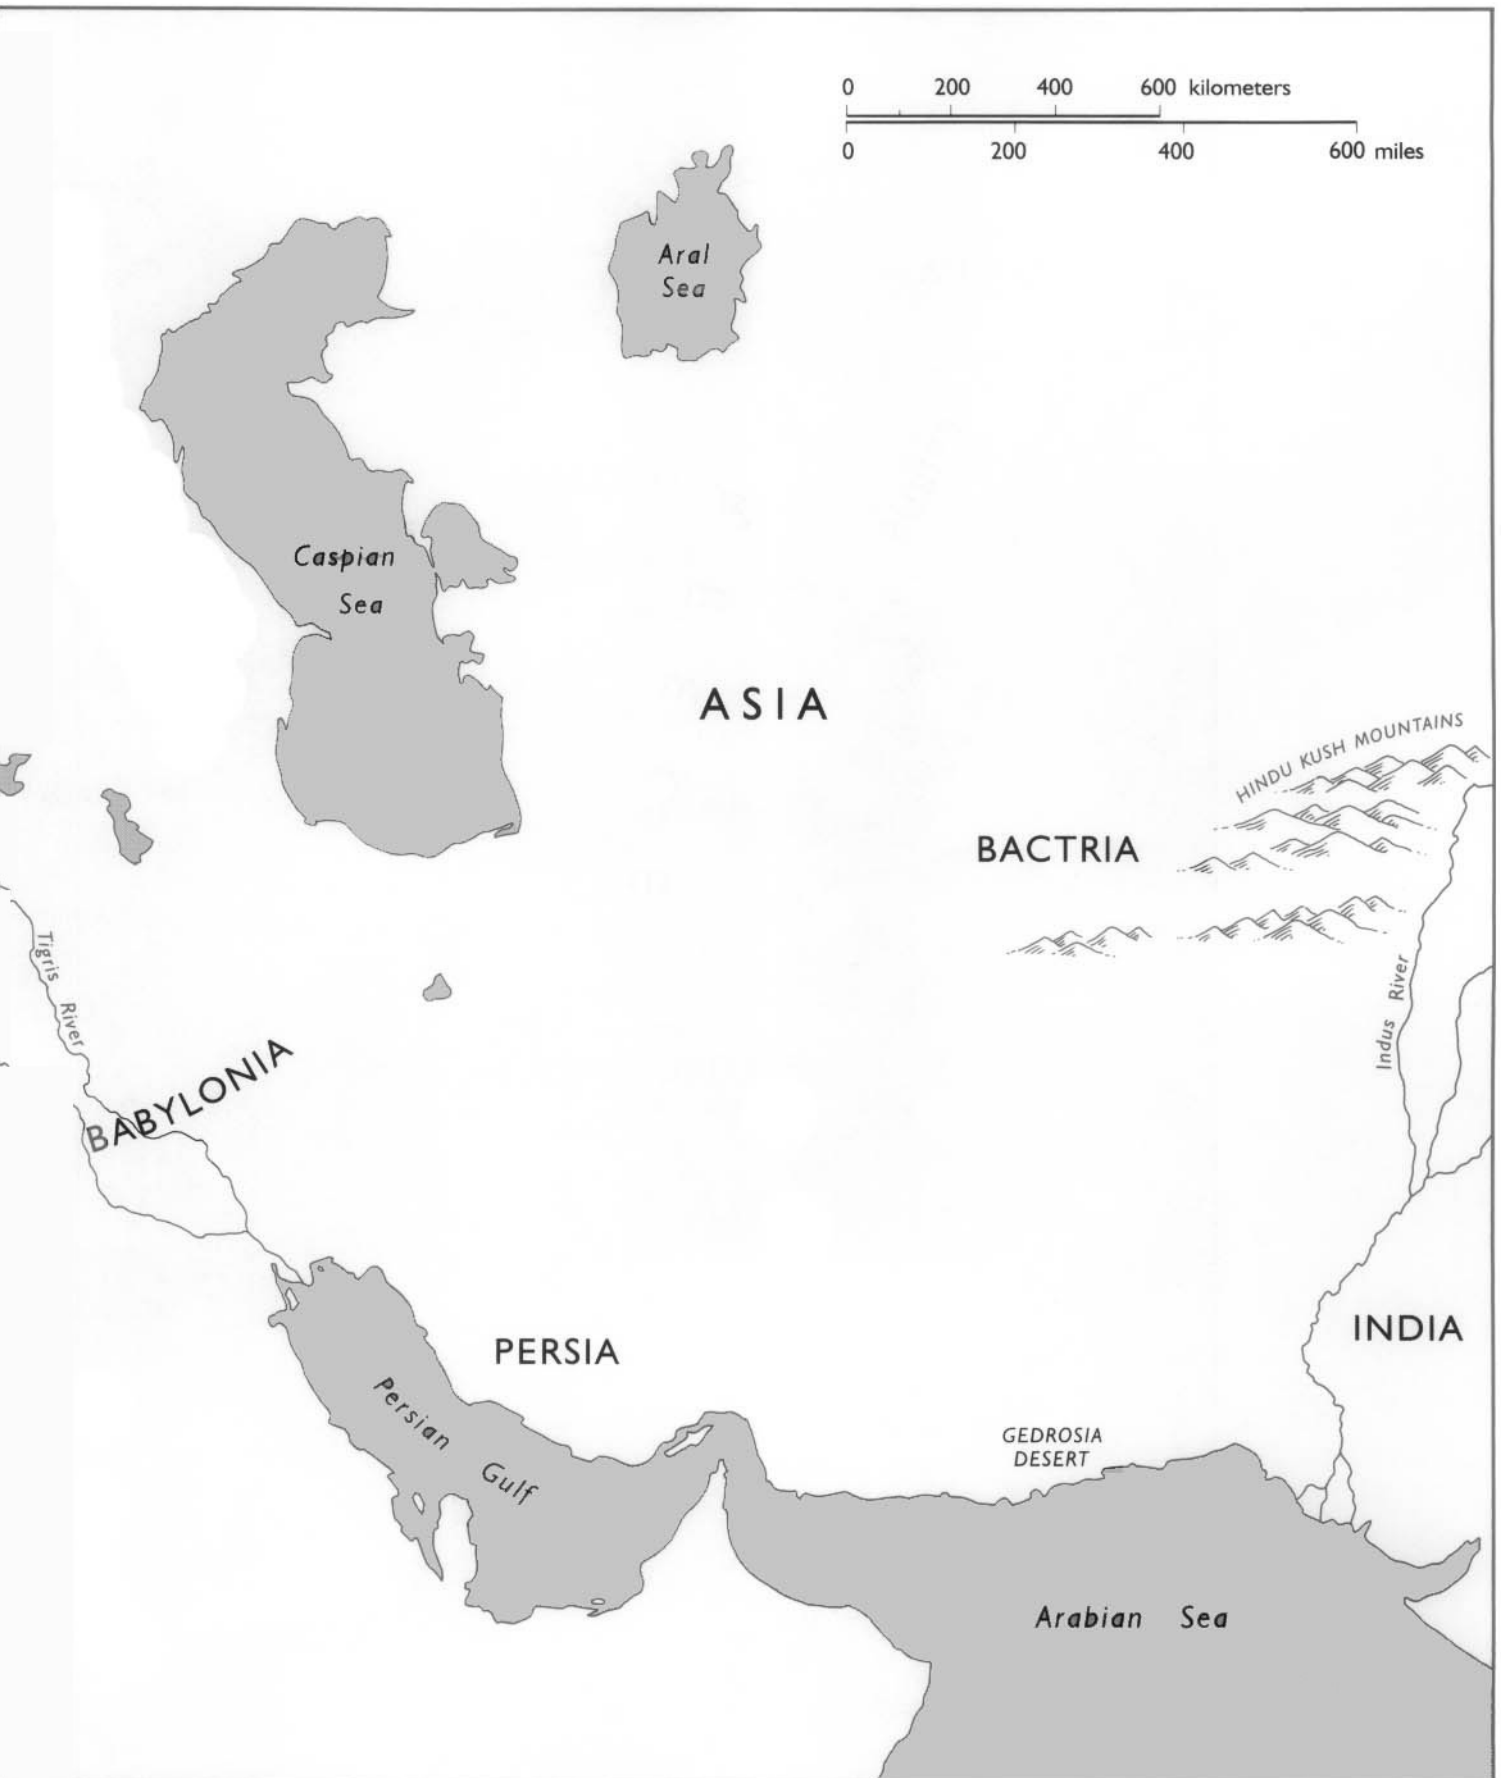 0 200 400 600 kilometers
0 200 400 600 miles
Aral
Sea
Caspian
Sea
ASIA
HINDU KUSH MOUNTAINS
BACTRIA
Tigris River
Indus River
BABYLONIA
INDIA
PERSIA
Persian Gulf
GEDROSIA
DESERT
Arabian Sea